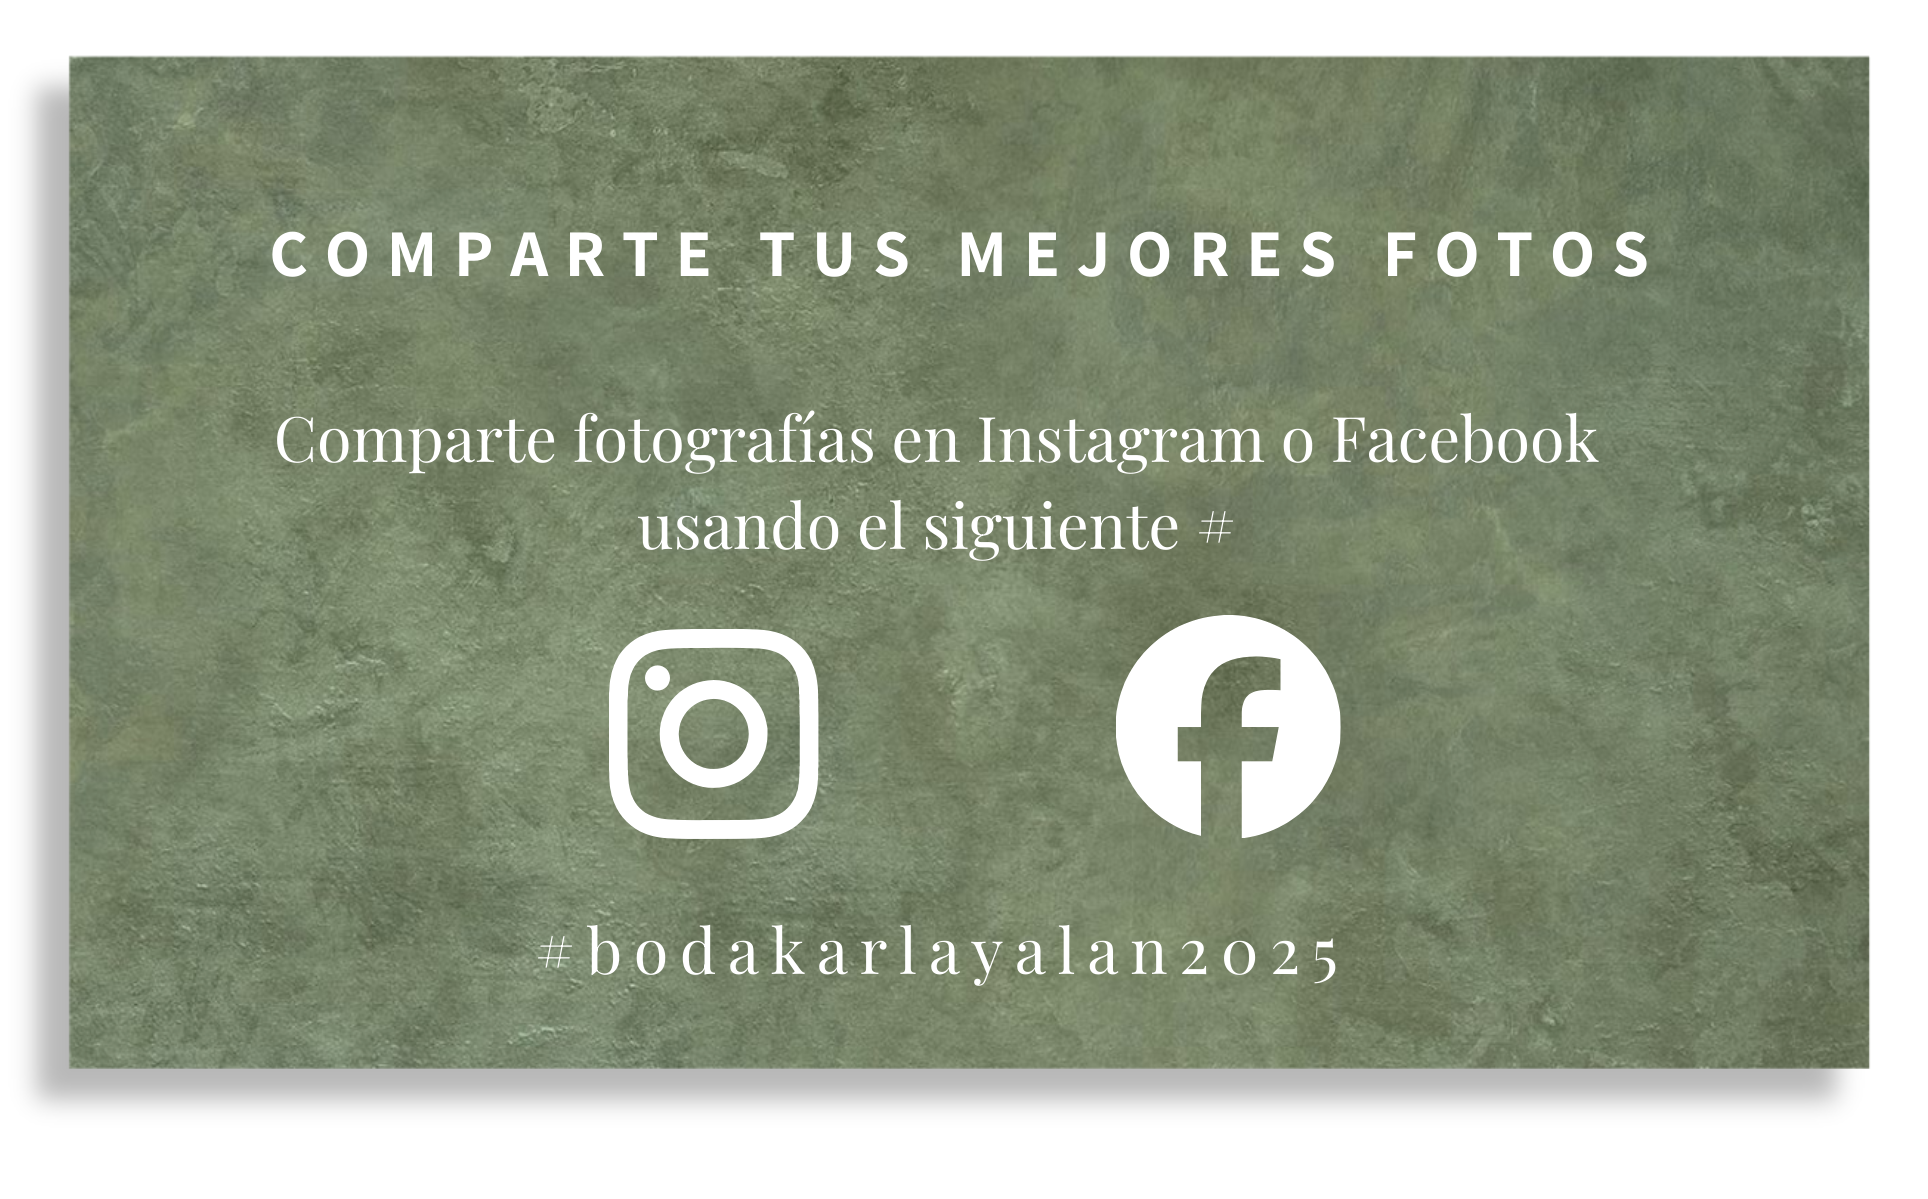 COMPARTE TUS MEJORES FOTOS
Comparte fotografías en Instagram o Facebook
usando el siguiente #
#bodakarlayalan2025